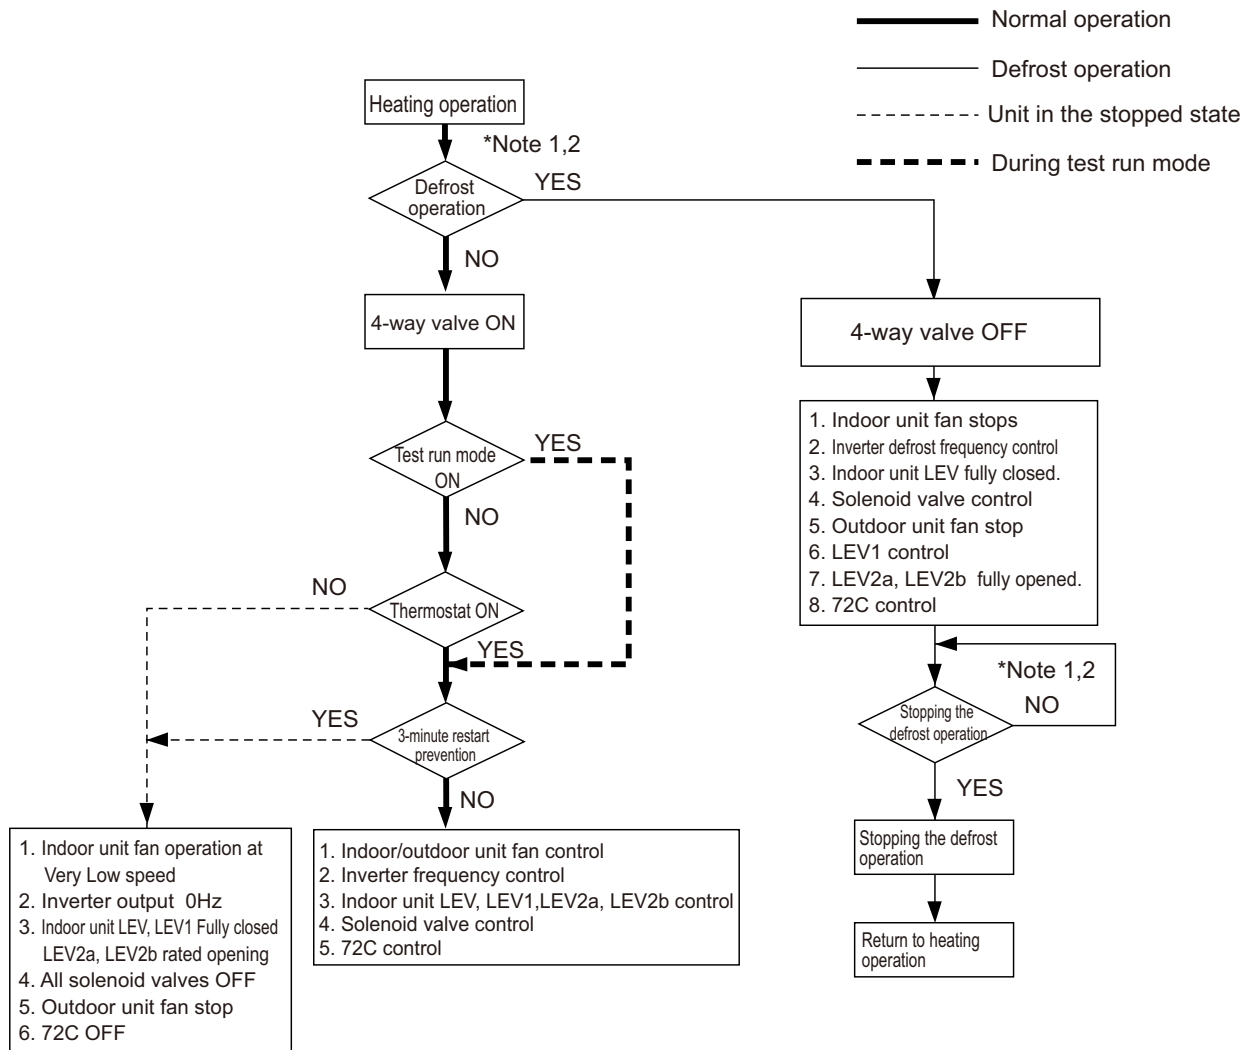 Normal operation
Defrost operation
Unit in the stopped state
During test run mode
Heating operation
*Note 1,2
Defrost
operation
YES
NO
4-way valve ON
Test run mode
ON
YES
NO
Thermostat ON
NO
YES
3-minute restart
prevention
YES
NO
1. Indoor unit fan operation at
Very Low speed
2. Inverter output 0Hz
3. Indoor unit LEV, LEV1 Fully closed
LEV2a, LEV2b rated opening
4. All solenoid valves OFF
5. Outdoor unit fan stop
6. 72C OFF
1. Indoor/outdoor unit fan control
2. Inverter frequency control
3. Indoor unit LEV, LEV1,LEV2a, LEV2b control
4. Solenoid valve control
5. 72C control
4-way valve OFF
1. Indoor unit fan stops
2. Inverter defrost frequency control
3. Indoor unit LEV fully closed.
4. Solenoid valve control
5. Outdoor unit fan stop
6. LEV1 control
7. LEV2a, LEV2b fully opened.
8. 72C control
*Note 1,2
NO
Stopping the
defrost operation
YES
Stopping the defrost
operation
Return to heating
operation